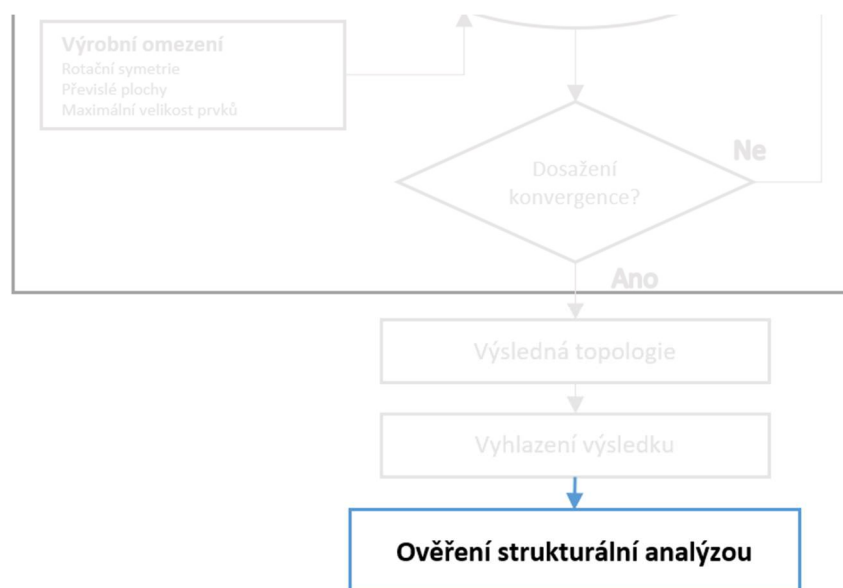 Výrobní omezení
Rotační symetrie
Převislé plochy
Maximální velikost prvků
Dosažení
konvergence?
Ne
Ano
Výsledná topologie
Vyhlazení výsledku
Ověření strukturální analýzou